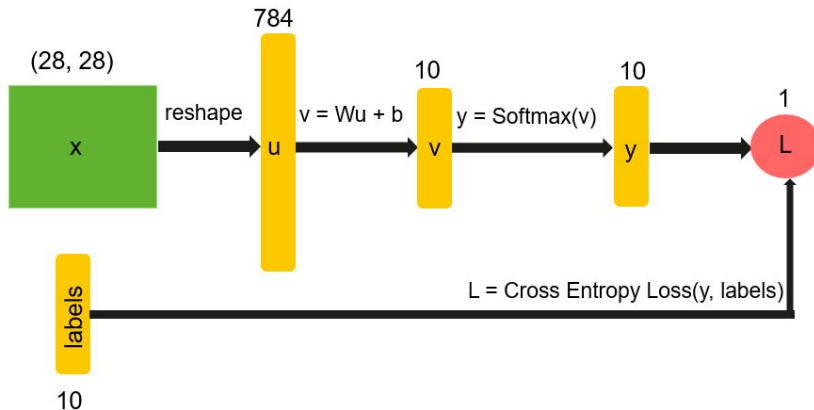 784
(28, 28)
10
10
1
reshape
v = Wu + b
y = Softmax(v)
x
u
v
y
L
labels
L = Cross Entropy Loss(y, labels)
10